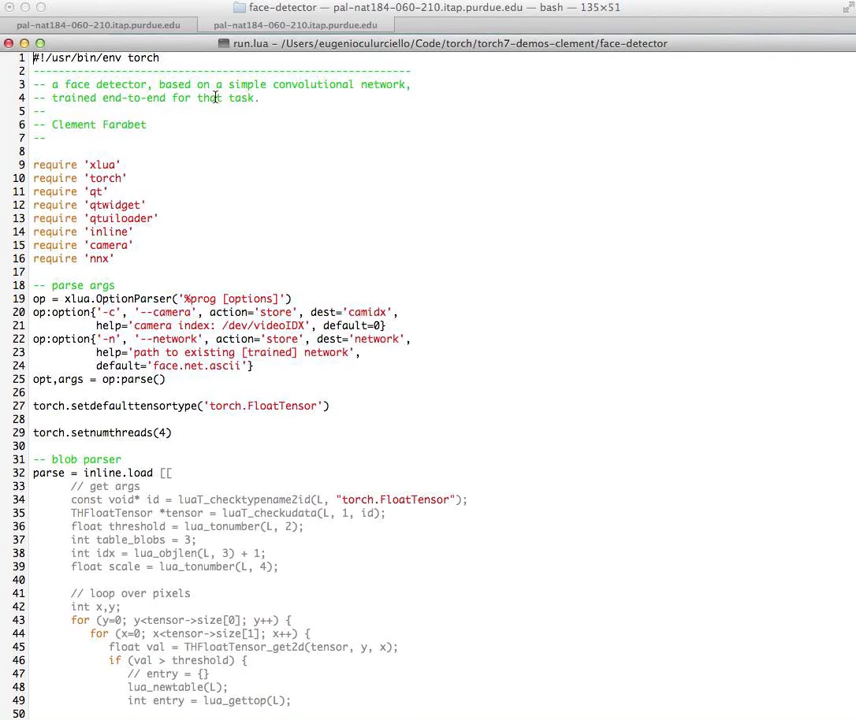 face-detector — pal-nat184-060-210.itap.purdue.edu — bash — 135×51
pal-nat184-060-210.itap.purdue.edu pal-nat184-060-210.itap.purdue.edu
run.lua - /Users/eugenioculurciello/Code/torch/torch7-demos-clement/face-detector
1 #!/usr/bin/env torch
2 ------------------------------------------------------------
3 -- a face detector, based on a simple convolutional network,
4 -- trained end-to-end for that task.
5 --
6 -- Clement Farabet
7 --
8
9 require 'xlua'
10 require 'torch'
11 require 'qt'
12 require 'qtwidget'
13 require 'qtuiloader'
14 require 'inline'
15 require 'camera'
16 require 'nnx'
17
18 -- parse args
19 op = xlua.OptionParser('%prog [options]')
20 op:option{'-c', '--camera', action='store', dest='camidx',
21 help='camera index: /dev/videoIDX', default=0}
22 op:option{'-n', '--network', action='store', dest='network',
23 help='path to existing [trained] network',
24 default='face.net.ascii'}
25 opt,args = op:parse()
26
27 torch.setdefaulttensortype('torch.FloatTensor')
28
29 torch.setnumthreads(4)
30
31 -- blob parser
32 parse = inline.load [[
33 // get args
34 const void* id = luaT_checktypename2id(L, "torch.FloatTensor");
35 THFloatTensor *tensor = luaT_checkudata(L, 1, id);
36 float threshold = lua_tonumber(L, 2);
37 int table_blobs = 3;
38 int idx = lua_objlen(L, 3) + 1;
39 float scale = lua_tonumber(L, 4);
40
41 // loop over pixels
42 int x,y;
43 for (y=0; y<tensor->size[0]; y++) {
44 for (x=0; x<tensor->size[1]; x++) {
45 float val = THFloatTensor_get2d(tensor, y, x);
46 if (val > threshold) {
47 // entry = {}
48 lua_newtable(L);
49 int entry = lua_gettop(L);
50